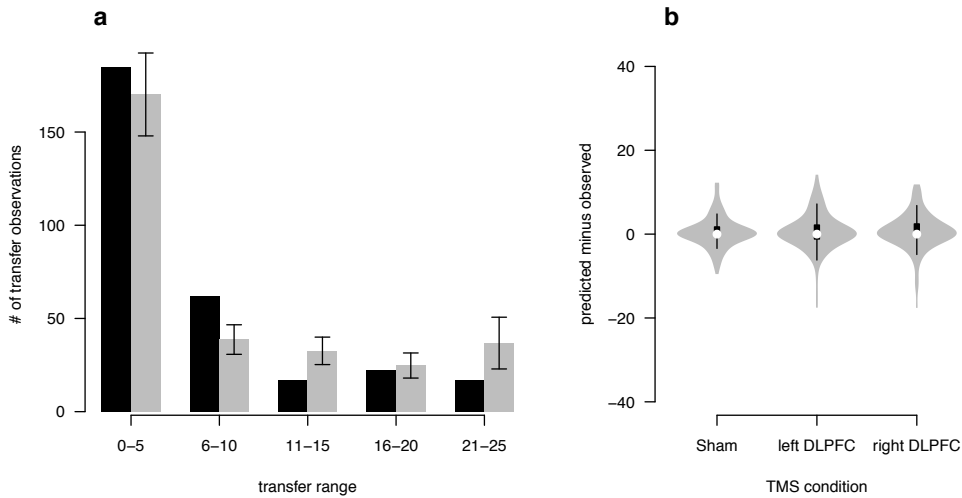 a
# of transfer observations
150
100
50
0
0−5 6−10 11−15 16−20 21−25
transfer range
b
predicted minus observed
40
20
0
−20
−40
Sham left DLPFC right DLPFC
TMS condition